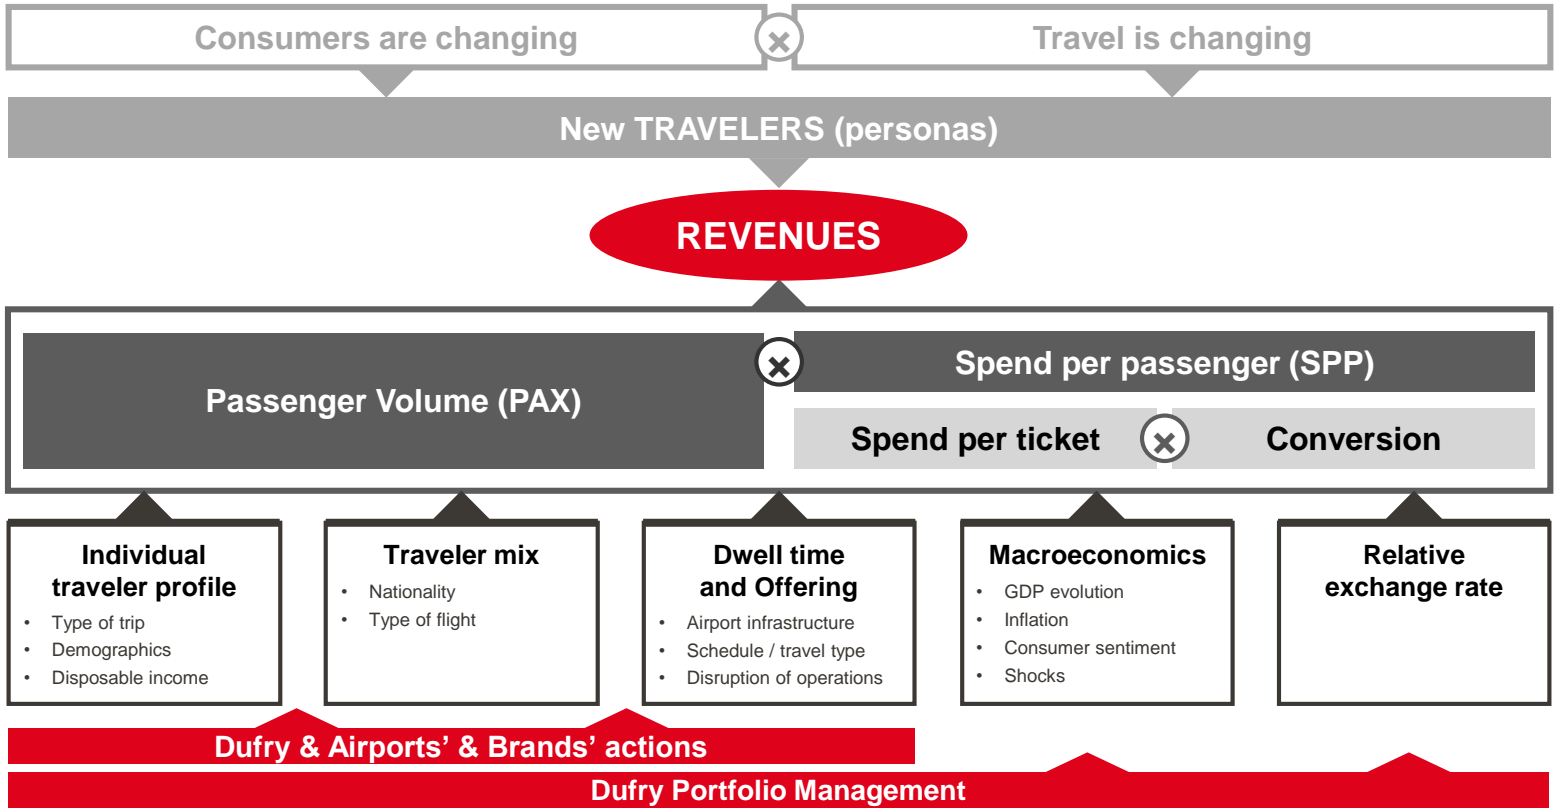 Consumers are changing
Travel is changing
New TRAVELERS (personas)
REVENUES
Passenger Volume (PAX)
Spend per passenger (SPP)
Spend per ticket
Conversion
Individual
traveler profile
• Type of trip
• Demographics
• Disposable income
Traveler mix
• Nationality
• Type of flight
Dwell time
and Offering
• Airport infrastructure
• Schedule / travel type
• Disruption of operations
Macroeconomics
• GDP evolution
• Inflation
• Consumer sentiment
• Shocks
Relative
exchange rate
Dufry & Airports’ & Brands’ actions
Dufry Portfolio Management